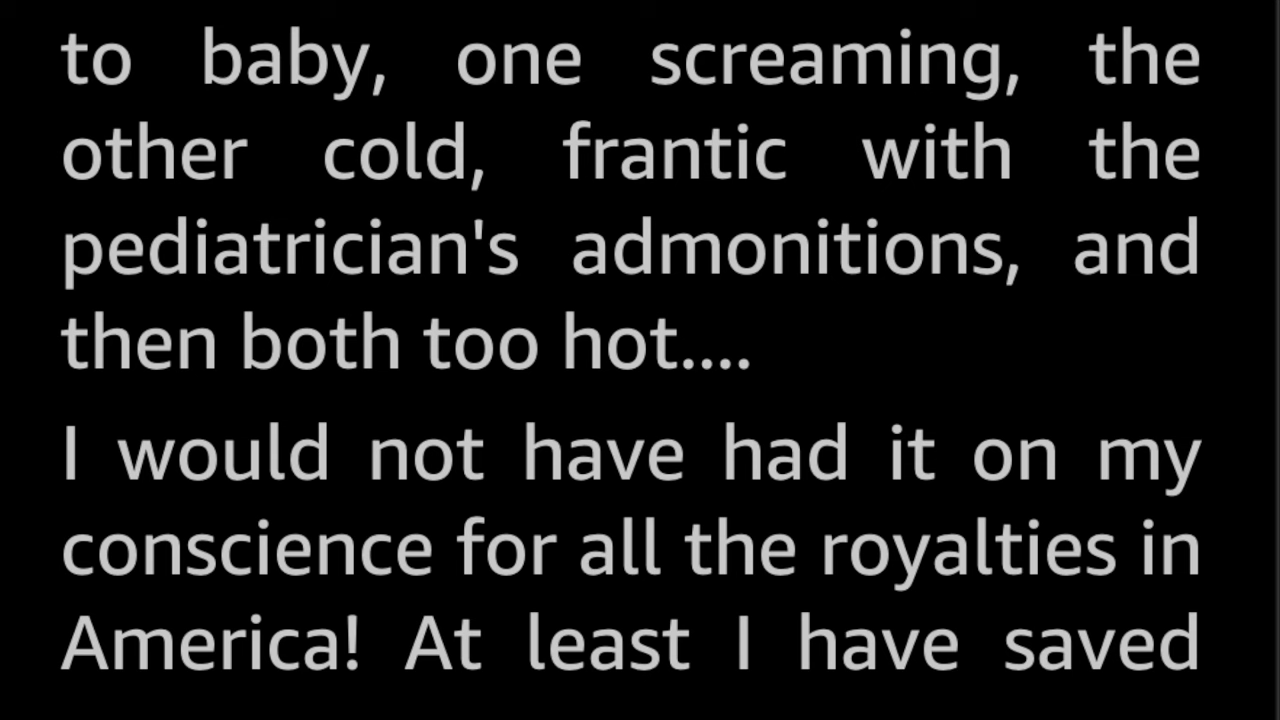 to baby, one screaming, the
other cold, frantic with the
pediatrician's admonitions, and
then both too hot....
I would not have had it on my
conscience for all the royalties in
America! At least I have saved